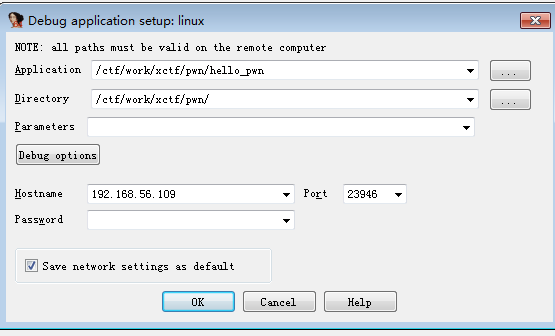 Debug application setup: linux
NOTE: all paths must be valid on the remote computer
Application /ctf/work/xctf/pwn/hello_pwn ...
Directory /ctf/work/xctf/pwn/ ...
Parameters
Debug options
Hostname 192.168.56.109 Port 23946
Password
Save network settings as default
OK Cancel Help